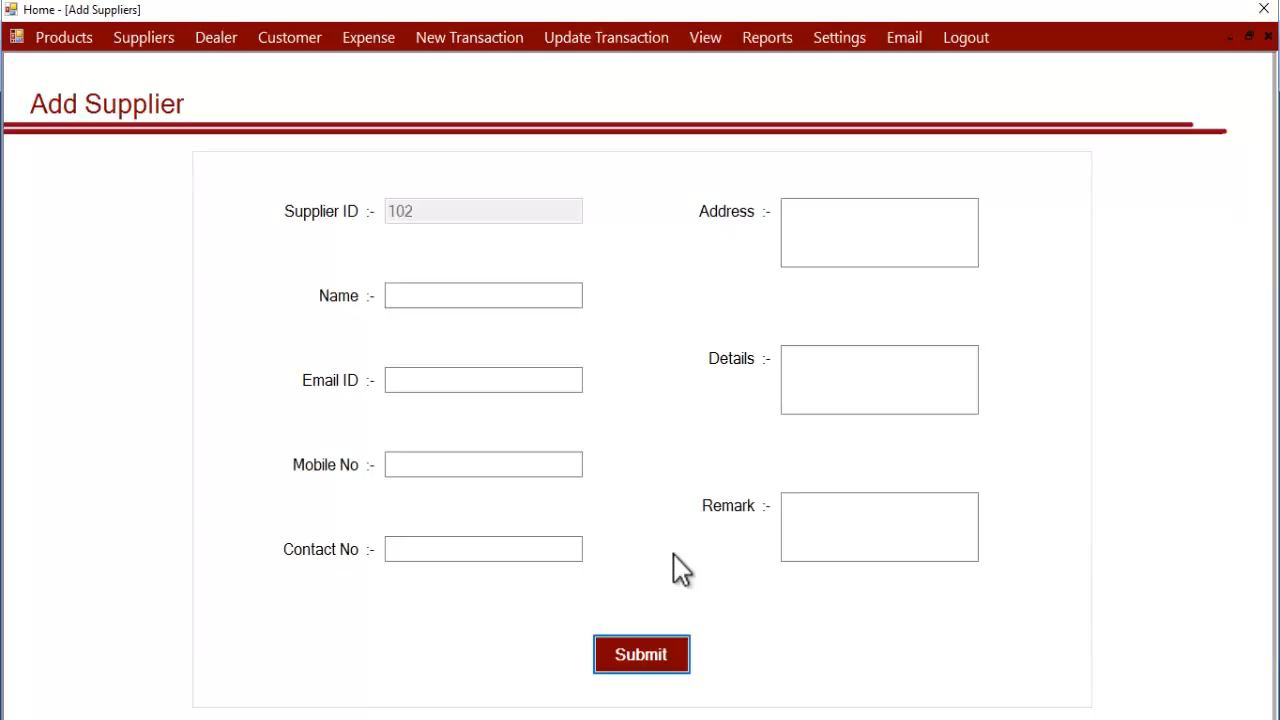 Home - [Add Suppliers]
Products Suppliers Dealer Customer Expense New Transaction Update Transaction View Reports Settings Email Logout
Add Supplier
Supplier ID :- 102
Address :-
Name :-
Details :-
Email ID :-
Mobile No :-
Remark :-
Contact No :-
Submit